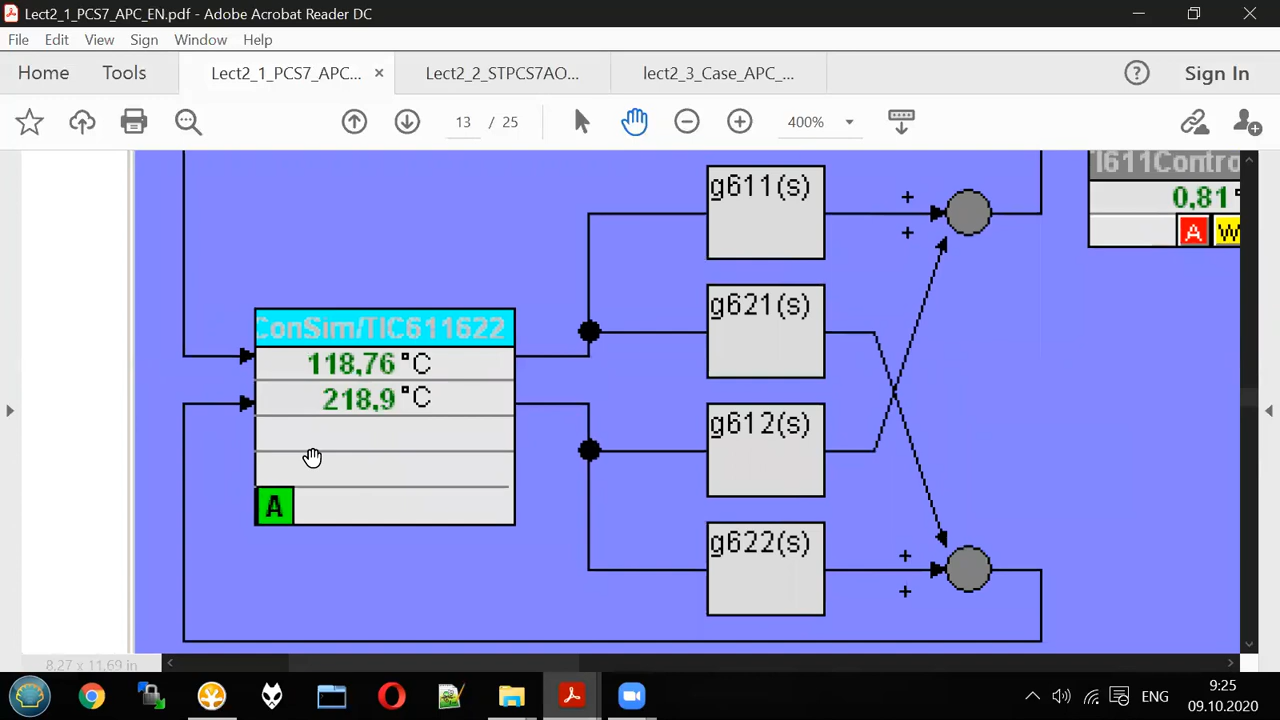 Lect2_1_PCS7_APC_EN.pdf - Adobe Acrobat Reader DC
File Edit View Sign Window Help
Home Tools Lect2_1_PCS7_APC... × Lect2_2_STPCS7AO... lect2_3_Case_APC_... ? Sign In
13 / 25 400%
g611(s)
+
+
0,81 °
A W
g621(s)
ConSim/TIC611622
118,76 °C
218,9 °C
A
g612(s)
g622(s)
+
+
8,27 x 11,69 in
ENG
9:25
09.10.2020